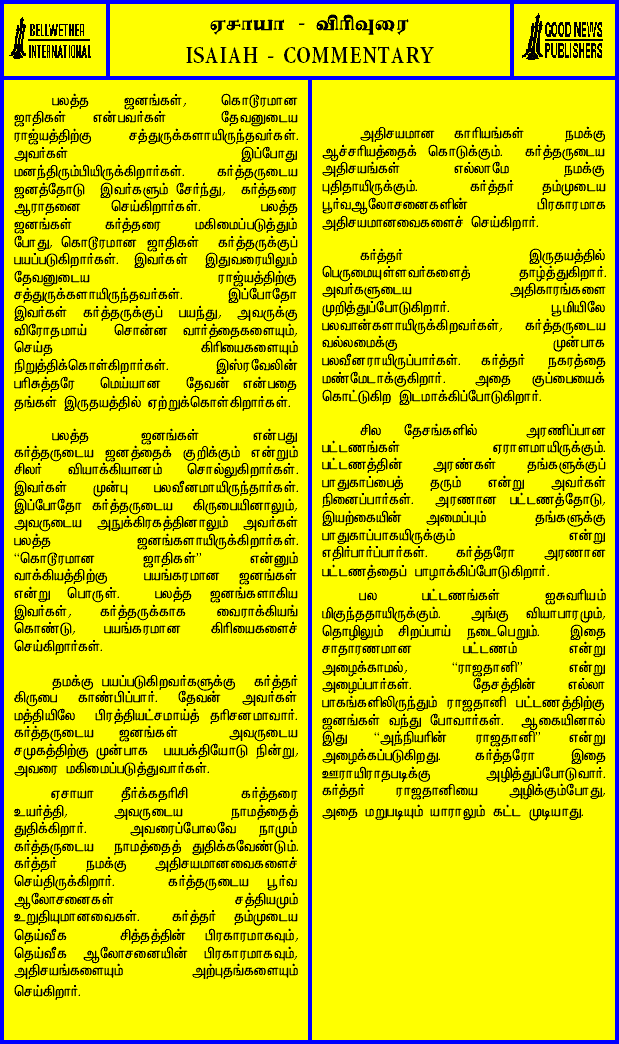 BELLWETHER
INTERNATIONAL
ஏசாயா - விரிவுரை
ISAIAH - COMMENTARY
GOOD NEWS
PUBLISHERS
பலத்த ஜனங்கள், கொடூரமான
ஜாதிகள் என்பவர்கள் தேவனுடைய
ராஜ்யத்திற்கு சத்துருக்களாயிருந்தவர்கள்.
அவர்கள் இப்போது
மனந்திரும்பியிருக்கிறார்கள். கர்த்தருடைய
ஜனத்தோடு இவர்களும் சேர்ந்து, கர்த்தரை
ஆராதனை செய்கிறார்கள். பலத்த
ஜனங்கள் கர்த்தரை மகிமைப்படுத்தும்
போது, கொடூரமான ஜாதிகள் கர்த்தருக்குப்
பயப்படுகிறார்கள். இவர்கள் இதுவரையிலும்
தேவனுடைய ராஜ்யத்திற்கு
சத்துருக்களாயிருந்தவர்கள். இப்போதோ
இவர்கள் கர்த்தருக்குப் பயந்து, அவருக்கு
விரோதமாய் சொன்ன வார்த்தைகளையும்,
செய்த கிரியைகளையும்
நிறுத்திக்கொள்கிறார்கள். இஸ்ரவேலின்
பரிசுத்தரே மெய்யான தேவன் என்பதை
தங்கள் இருதயத்தில் ஏற்றுக்கொள்கிறார்கள்.
பலத்த ஜனங்கள் என்பது
கர்த்தருடைய ஜனத்தைக் குறிக்கும் என்றும்
சிலர் வியாக்கியானம் சொல்லுகிறார்கள்.
இவர்கள் முன்பு பலவீனமாயிருந்தார்கள்.
இப்போதோ கர்த்தருடைய கிருபையினாலும்,
அவருடைய அநுக்கிரகத்தினாலும் அவர்கள்
பலத்த ஜனங்களாயிருக்கிறார்கள்.
“கொடூரமான ஜாதிகள்” என்னும்
வாக்கியத்திற்கு பயங்கரமான ஜனங்கள்
என்று பொருள். பலத்த ஜனங்களாகிய
இவர்கள், கர்த்தருக்காக வைராக்கியங்
கொண்டு, பயங்கரமான கிரியைகளைச்
செய்கிறார்கள்.
தமக்கு பயப்படுகிறவர்களுக்கு கர்த்தர்
கிருபை காண்பிப்பார். தேவன் அவர்கள்
மத்தியிலே பிரத்தியட்சமாய்த் தரிசனமாவார்.
கர்த்தருடைய ஜனங்கள் அவருடைய
சமுகத்திற்கு முன்பாக பயபக்தியோடு நின்று,
அவரை மகிமைப்படுத்துவார்கள்.
ஏசாயா தீர்க்கதரிசி கர்த்தரை
உயர்த்தி, அவருடைய நாமத்தைத்
துதிக்கிறார். அவரைப்போலவே நாமும்
கர்த்தருடைய நாமத்தைத் துதிக்கவேண்டும்.
கர்த்தர் நமக்கு அதிசயமானவைகளைச்
செய்திருக்கிறார். கர்த்தருடைய பூர்வ
ஆலோசனைகள் சத்தியமும்
உறுதியுமானவைகள். கர்த்தர் தம்முடைய
தெய்வீக சித்தத்தின் பிரகாரமாகவும்,
தெய்வீக ஆலோசனையின் பிரகாரமாகவும்,
அதிசயங்களையும் அற்புதங்களையும்
செய்கிறார்.
அதிசயமான காரியங்கள் நமக்கு
ஆச்சரியத்தைக் கொடுக்கும். கர்த்தருடைய
அதிசயங்கள் எல்லாமே நமக்கு
புதிதாயிருக்கும். கர்த்தர் தம்முடைய
பூர்வஆலோசனைகளின் பிரகாரமாக
அதிசயமானவைகளைச் செய்கிறார்.
கர்த்தர் இருதயத்தில்
பெருமையுள்ளவர்களைத் தாழ்த்துகிறார்.
அவர்களுடைய அதிகாரங்களை
முறித்துப்போடுகிறார். பூமியிலே
பலவான்களாயிருக்கிறவர்கள், கர்த்தருடைய
வல்லமைக்கு முன்பாக
பலவீனராயிருப்பார்கள். கர்த்தர் நகரத்தை
மண்மேடாக்குகிறார். அதை குப்பையைக்
கொட்டுகிற இடமாக்கிப்போடுகிறார்.
சில தேசங்களில் அரணிப்பான
பட்டணங்கள் ஏராளமாயிருக்கும்.
பட்டணத்தின் அரண்கள் தங்களுக்குப்
பாதுகாப்பைத் தரும் என்று அவர்கள்
நினைப்பார்கள். அரணான பட்டணத்தோடு,
இயற்கையின் அமைப்பும் தங்களுக்கு
பாதுகாப்பாகயிருக்கும் என்று
எதிர்பார்ப்பார்கள். கர்த்தரோ அரணான
பட்டணத்தைப் பாழாக்கிப்போடுகிறார்.
பல பட்டணங்கள் ஐசுவரியம்
மிகுந்ததாயிருக்கும். அங்கு வியாபாரமும்,
தொழிலும் சிறப்பாய் நடைபெறும். இதை
சாதாரணமான பட்டணம் என்று
அழைக்காமல், “ராஜதானி” என்று
அழைப்பார்கள். தேசத்தின் எல்லா
பாகங்களிலிருந்தும் ராஜதானி பட்டணத்திற்கு
ஜனங்கள் வந்து போவார்கள். ஆகையினால்
இது “அந்நியரின் ராஜதானி” என்று
அழைக்கப்படுகிறது. கர்த்தரோ இதை
ஊராயிராதபடிக்கு அழித்துப்போடுவார்.
கர்த்தர் ராஜதானியை அழிக்கும்போது,
அதை மறுபடியும் யாராலும் கட்ட முடியாது.